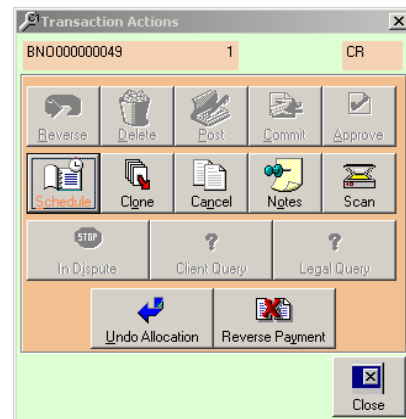 Transaction Actions
BNO000000049 1 CR
Reverse Delete Post Commit Approve
Schedule Clone Cancel Notes Scan
STOP ? ?
In Dispute Client Query Legal Query
Undo Allocation Reverse Payment
Close